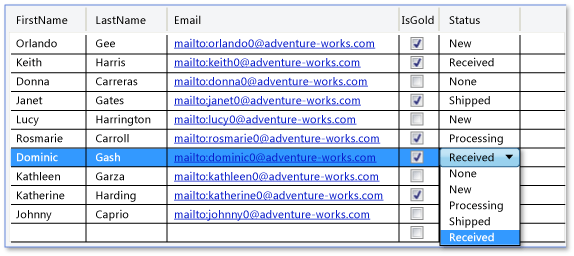 FirstName LastName Email IsGold Status
Orlando Gee mailto:orlando0@adventure-works.com New
Keith Harris mailto:keith0@adventure-works.com Received
Donna Carreras mailto:donna0@adventure-works.com None
Janet Gates mailto:janet0@adventure-works.com Shipped
Lucy Harrington mailto:lucy0@adventure-works.com New
Rosmarie Carroll mailto:rosmarie0@adventure-works.com Processing
Dominic Gash mailto:dominic0@adventure-works.com Received
Kathleen Garza mailto:kathleen0@adventure-works.com None
Katherine Harding mailto:katherine0@adventure-works.com New
Johnny Caprio mailto:johnny0@adventure-works.com Processing
Shipped
Received